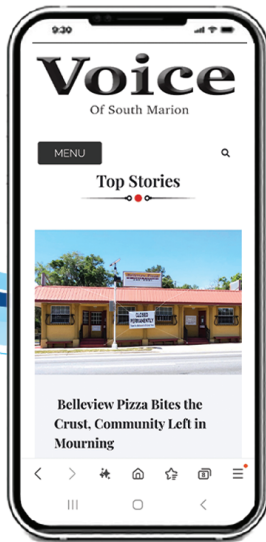 9:30
Voice
Of South Marion
MENU
Top Stories
CLOSED
PERMANENTLY
Belleview Pizza Bites the
Crust, Community Left in
Mourning